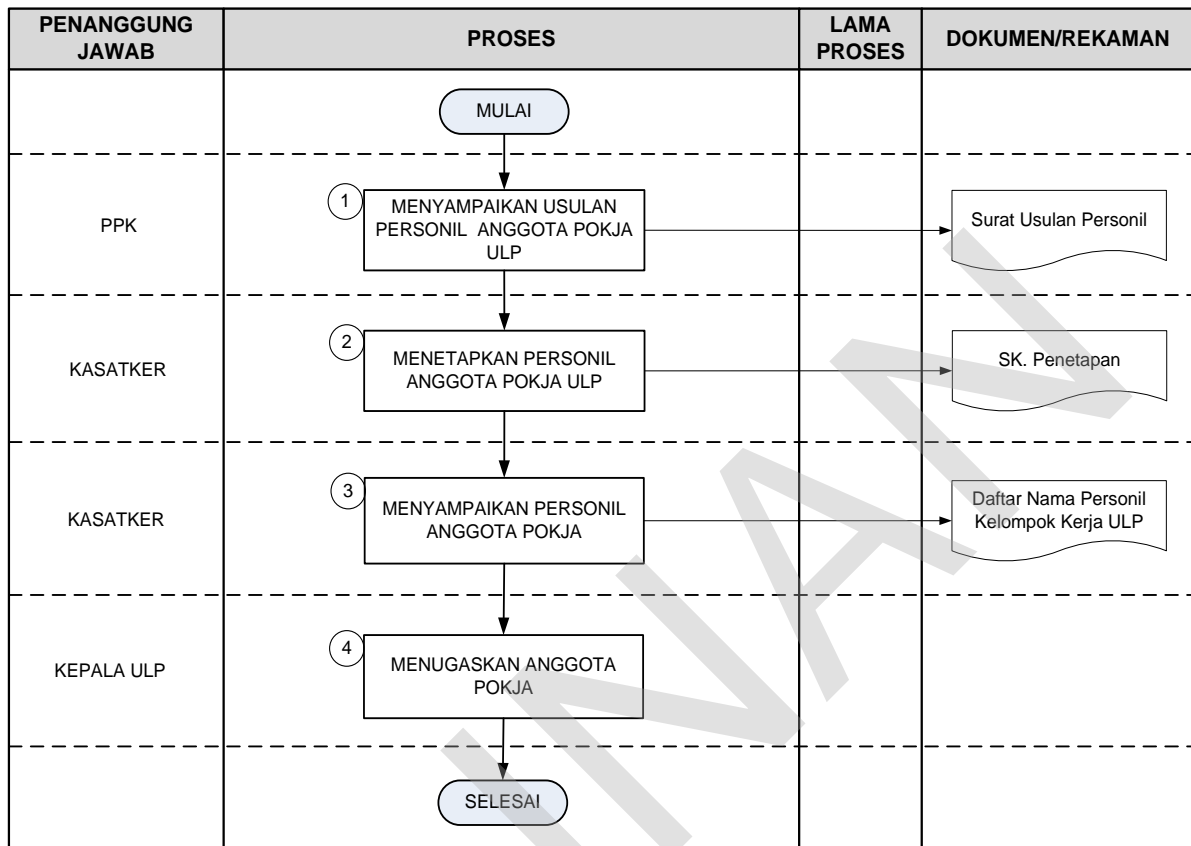 PENANGGUNG
JAWAB
PROSES
LAMA
PROSES
DOKUMEN/REKAMAN
MULAI
PPK
1
MENYAMPAIKAN USULAN
PERSONIL ANGGOTA POKJA
ULP
Surat Usulan Personil
KASATKER
2
MENETAPKAN PERSONIL
ANGGOTA POKJA ULP
SK. Penetapan
KASATKER
3
MENYAMPAIKAN PERSONIL
ANGGOTA POKJA
Daftar Nama Personil
Kelompok Kerja ULP
KEPALA ULP
4
MENUGASKAN ANGGOTA
POKJA
SELESAI
INAN